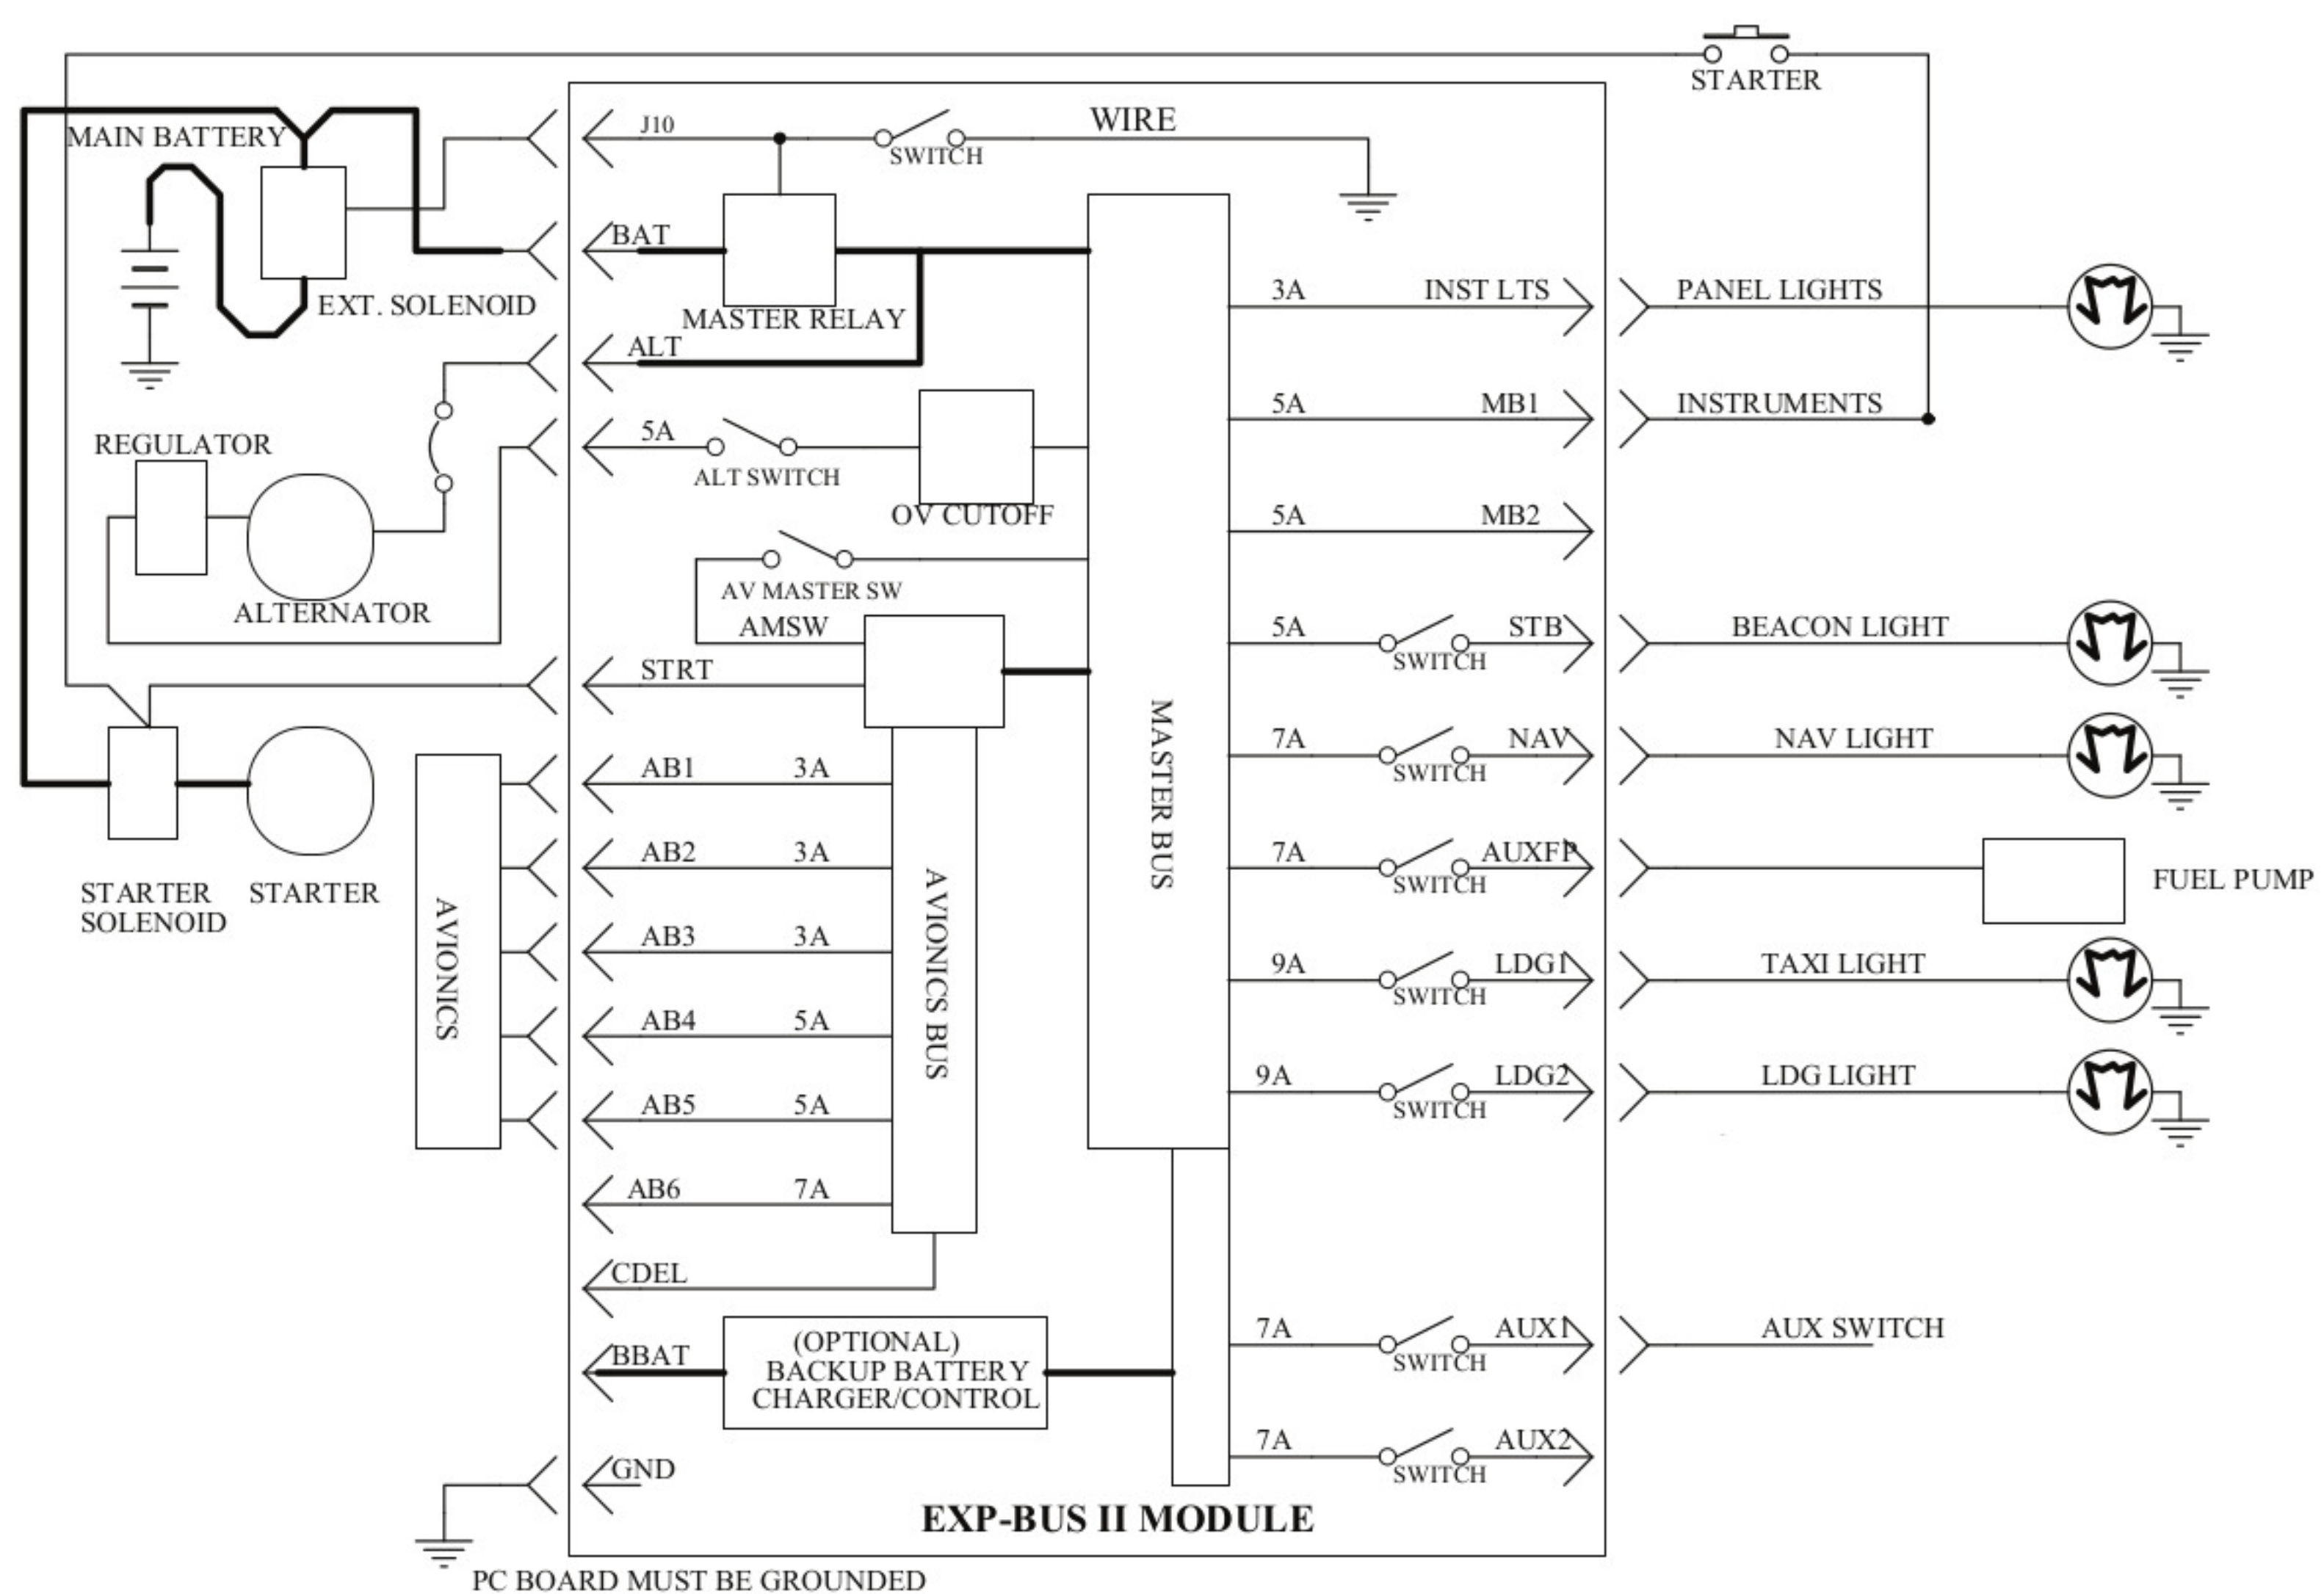 STARTER
MAIN BATTERY
J10
SWITCH
WIRE
BAT
EXT. SOLENOID
MASTER RELAY
3A
INST LTS
PANEL LIGHTS
ALT
5A
MB1
INSTRUMENTS
REGULATOR
5A
ALT SWITCH
OV CUTOFF
5A
MB2
ALTERNATOR
AV MASTER SW
AMSW
5A
SWITCH
STB
BEACON LIGHT
STRT
MASTER BUS
7A
SWITCH
NAV
NAV LIGHT
AB1
3A
STARTER
SOLENOID
STARTER
AVIONICS
AB2
3A
AVIONICS BUS
7A
SWITCH
AUXFP
FUEL PUMP
AB3
3A
9A
SWITCH
LDG1
TAXI LIGHT
AB4
5A
9A
SWITCH
LDG2
LDG LIGHT
AB5
5A
AB6
7A
CDEL
BBAT
(OPTIONAL)
BACKUP BATTERY
CHARGER/CONTROL
7A
SWITCH
AUX1
AUX SWITCH
7A
SWITCH
AUX2
GND
EXP-BUS II MODULE
PC BOARD MUST BE GROUNDED